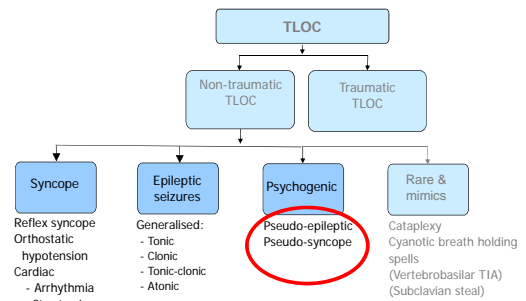 TLOC
Non-traumatic
TLOC
Traumatic
TLOC
Syncope
Epileptic
seizures
Psychogenic
Rare &
mimics
Reflex syncope
Orthostatic
hypotension
Cardiac
- Arrhythmia
Generalised:
- Tonic
- Clonic
- Tonic-clonic
- Atonic
Pseudo-epileptic
Pseudo-syncope
Cataplexy
Cyanotic breath holding
spells
(Vertebrobasilar TIA)
(Subclavian steal)